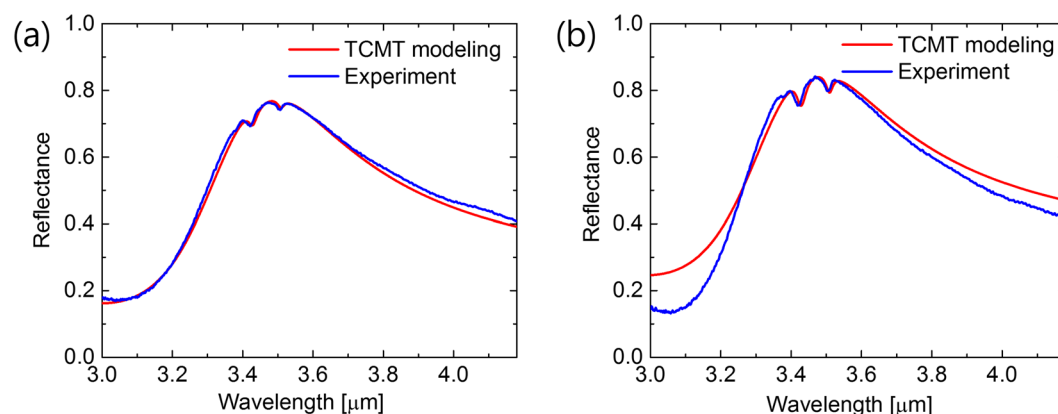 (a)
1.0
0.8
0.6
0.4
0.2
0.0
Reflectance
TCMT modeling
Experiment
3.0 3.2 3.4 3.6 3.8 4.0
Wavelength [μm]
(b)
1.0
0.8
0.6
0.4
0.2
0.0
Reflectance
TCMT modeling
Experiment
3.0 3.2 3.4 3.6 3.8 4.0
Wavelength [μm]